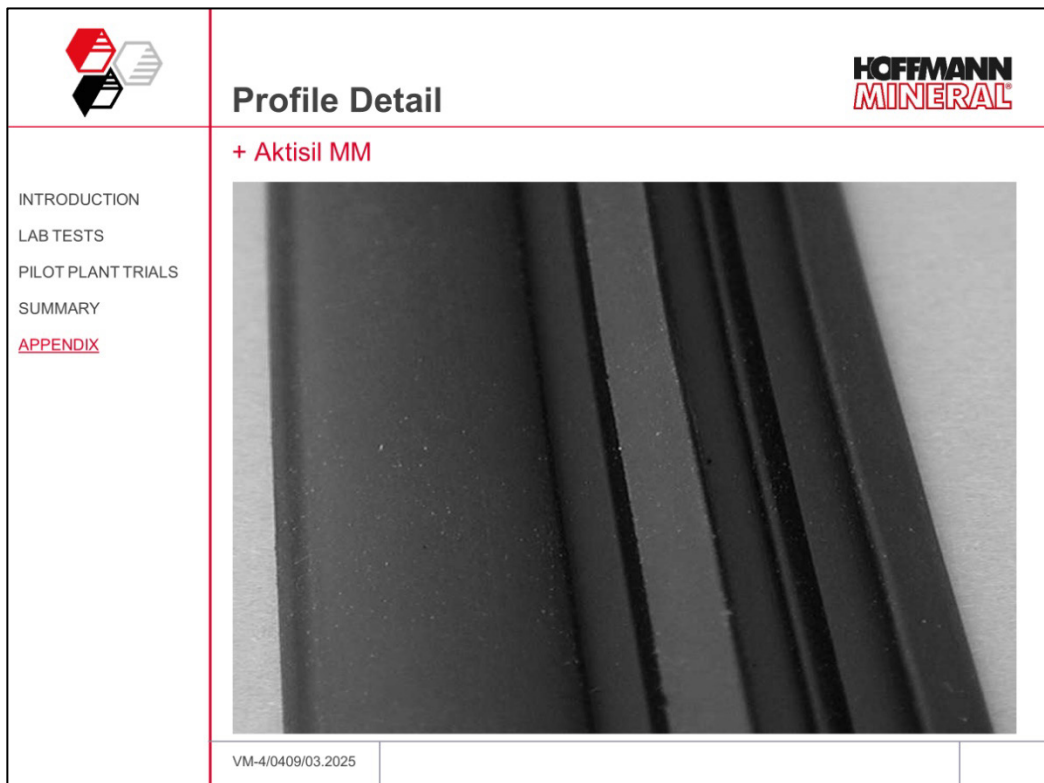 Profile Detail
HOFFMANN
MINERAL®
+ Aktisil MM
INTRODUCTION
LAB TESTS
PILOT PLANT TRIALS
SUMMARY
APPENDIX
VM-4/0409/03.2025